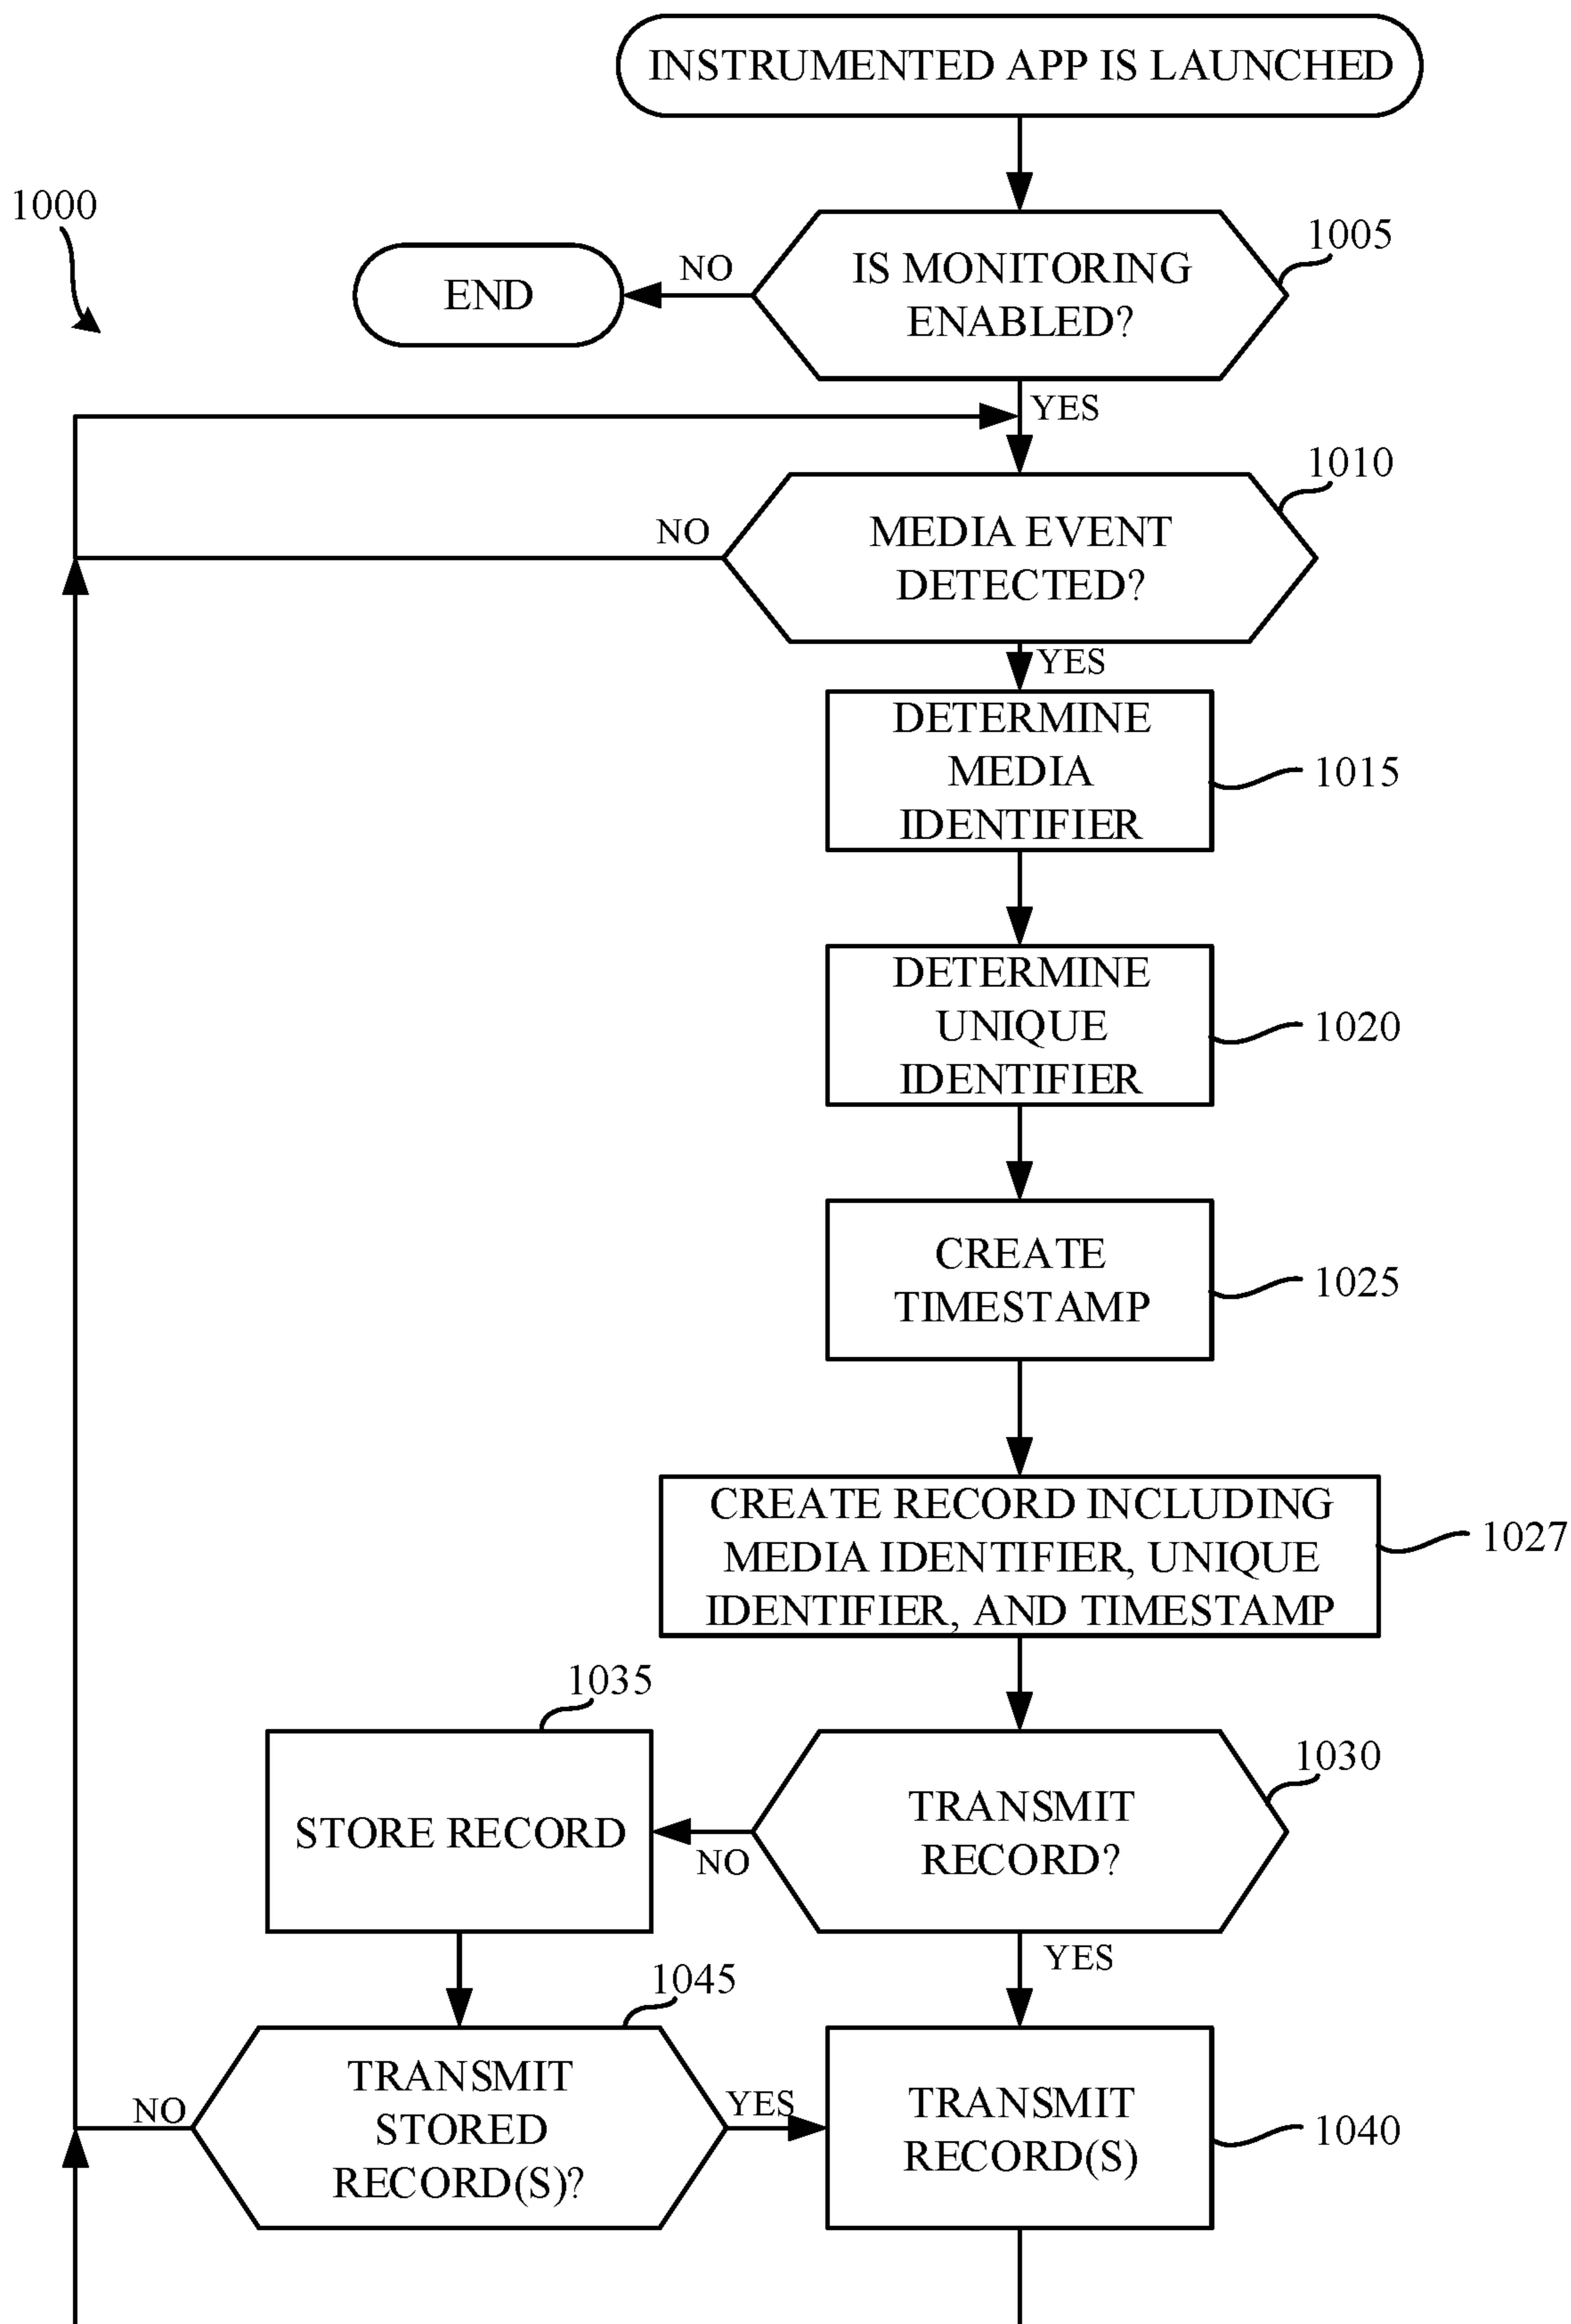 INSTRUMENTED APP IS LAUNCHED
1000
1005
NO
END
IS MONITORING
ENABLED?
YES
1010
NO
MEDIA EVENT
DETECTED?
YES
DETERMINE
MEDIA
IDENTIFIER
1015
DETERMINE
UNIQUE
IDENTIFIER
1020
CREATE
TIMESTAMP
1025
CREATE RECORD INCLUDING
MEDIA IDENTIFIER, UNIQUE
IDENTIFIER, AND TIMESTAMP
1027
1035
1030
STORE RECORD
NO
TRANSMIT
RECORD?
YES
1045
NO
TRANSMIT
STORED
RECORD(S)?
YES
TRANSMIT
RECORD(S)
1040